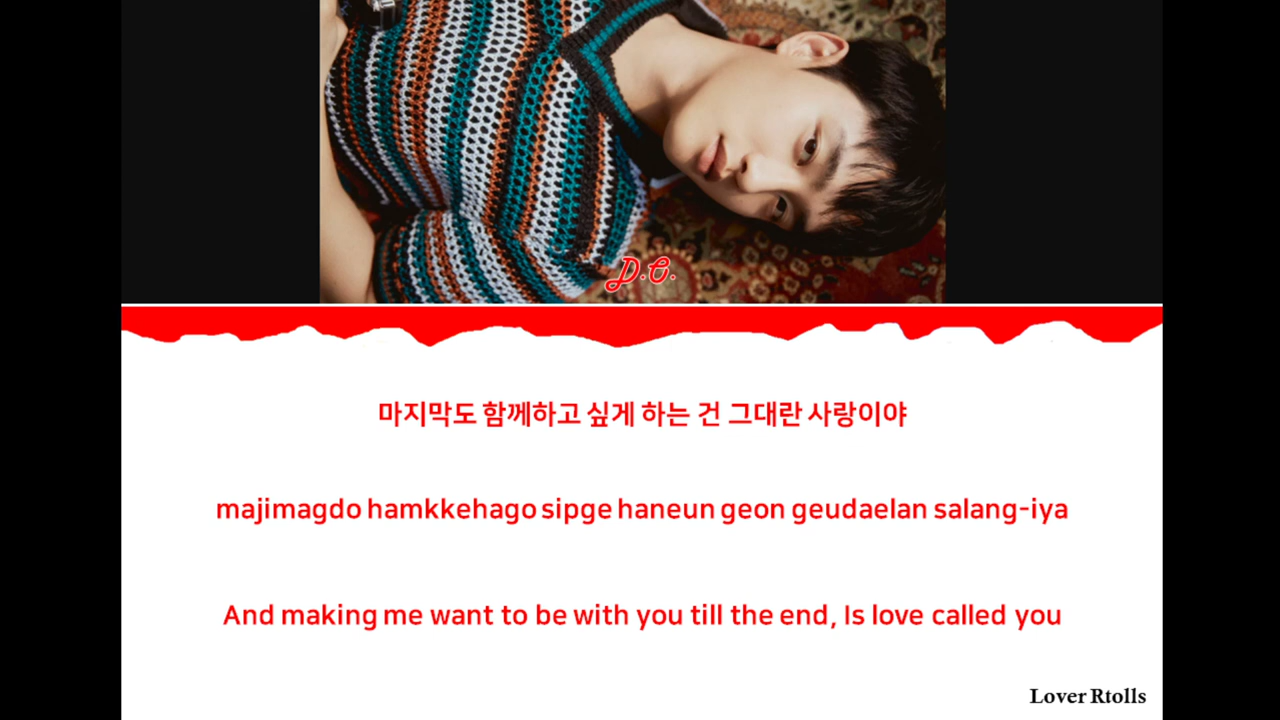 D.O.
마지막도 함께하고 싶게 하는 건 그대란 사랑이야
majimagdo hamkkehago sipge haneun geon geudaelan salang-iya
And making me want to be with you till the end, Is love called you
Lover Rtolls